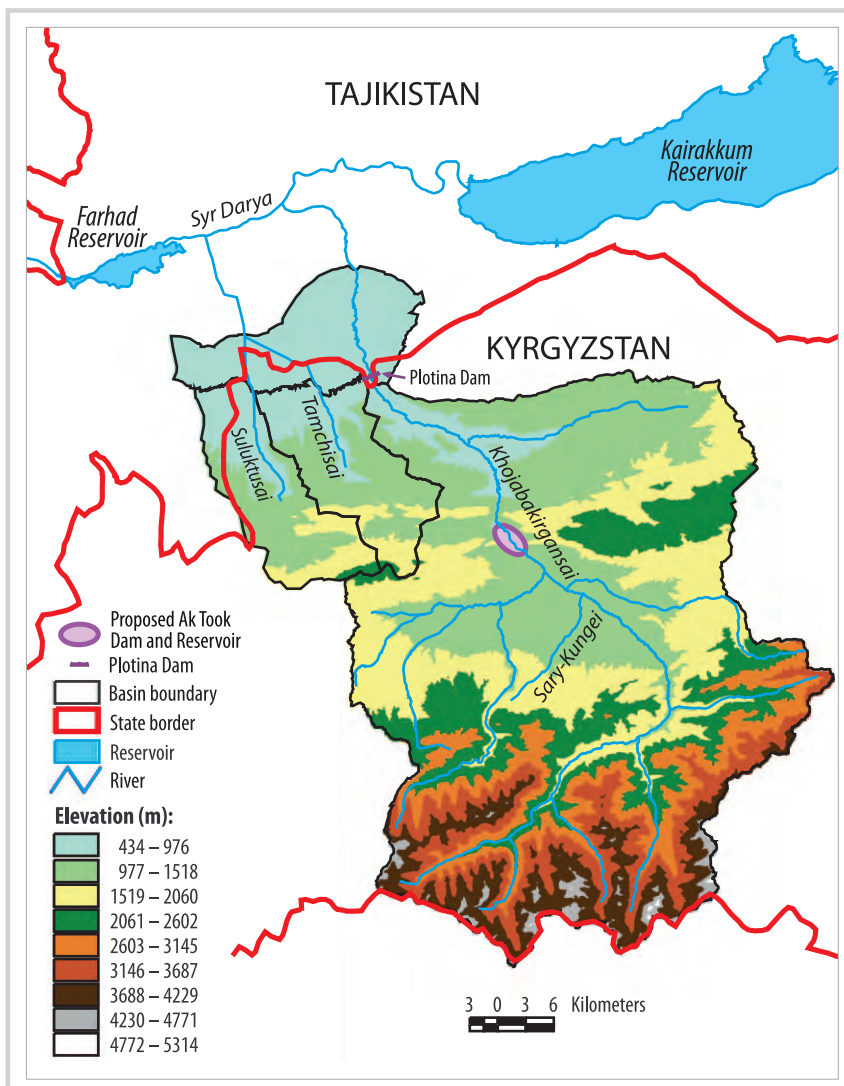 TAJIKISTAN
Kairakkum
Reservoir
Syr Darya
Farhad
Reservoir
KYRGYZSTAN
Plotina Dam
Suluktusai
Tamchisai
Khojabakirgansai
Sary-Kungei
Proposed Ak Took
Dam and Reservoir
Plotina Dam
Basin boundary
State border
Reservoir
River
Elevation (m):
434 – 976
977 – 1518
1519 – 2060
2061 – 2602
2603 – 3145
3146 – 3687
3688 – 4229
4230 – 4771
4772 – 5314
3 0 3 6 Kilometers